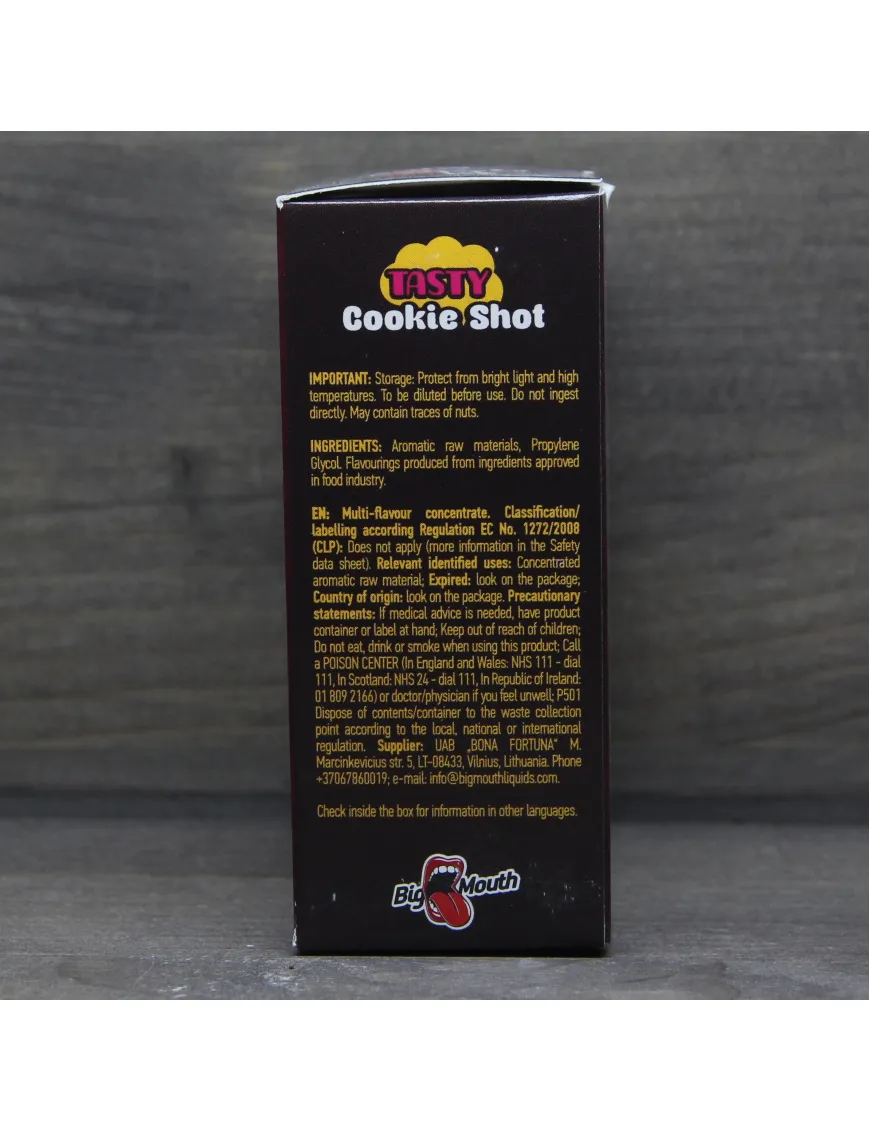 TASTY
Cookie Shot
IMPORTANT: Storage: Protect from bright light and high
temperatures. To be diluted before use. Do not ingest
directly. May contain traces of nuts.
INGREDIENTS: Aromatic raw materials, Propylene
Glycol. Flavourings produced from ingredients approved
in food industry.
EN: Multi-flavour concentrate. Classification/
labelling according Regulation EC No. 1272/2008
(CLP): Does not apply (more information in the Safety
data sheet). Relevant identified uses: Concentrated
aromatic raw material; Expired: look on the package;
Country of origin: look on the package. Precautionary
statements: If medical advice is needed, have product
container or label at hand; Keep out of reach of children;
Do not eat, drink or smoke when using this product; Call
a POISON CENTER (In England and Wales: NHS 111 - dial
111, In Scotland: NHS 24 - dial 111, In Republic of Ireland:
01 809 2166) or doctor/physician if you feel unwell; P501
Dispose of contents/container to the waste collection
point according to the local, national or international
regulation. Supplier: UAB „BONA FORTUNA“ M.
Marcinkevicius str. 5, LT-08433, Vilnius, Lithuania. Phone
+37067860019; e-mail: info@bigmouthliquids.com.
Check inside the box for information in other languages.
Big Mouth